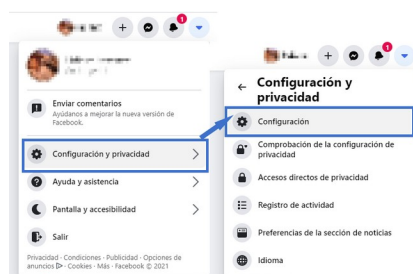 Enviar comentarios
Ayúdanos a mejorar la nueva versión de
Facebook.
Configuración y privacidad
Ayuda y asistencia
Pantalla y accesibilidad
Salir
Privacidad · Condiciones · Publicidad · Opciones de
anuncios · Cookies · Más · Facebook © 2021
1
Configuración y
privacidad
Configuración
Comprobación de la configuración de
privacidad
Accesos directos de privacidad
Registro de actividad
Preferencias de la sección de noticias
Idioma